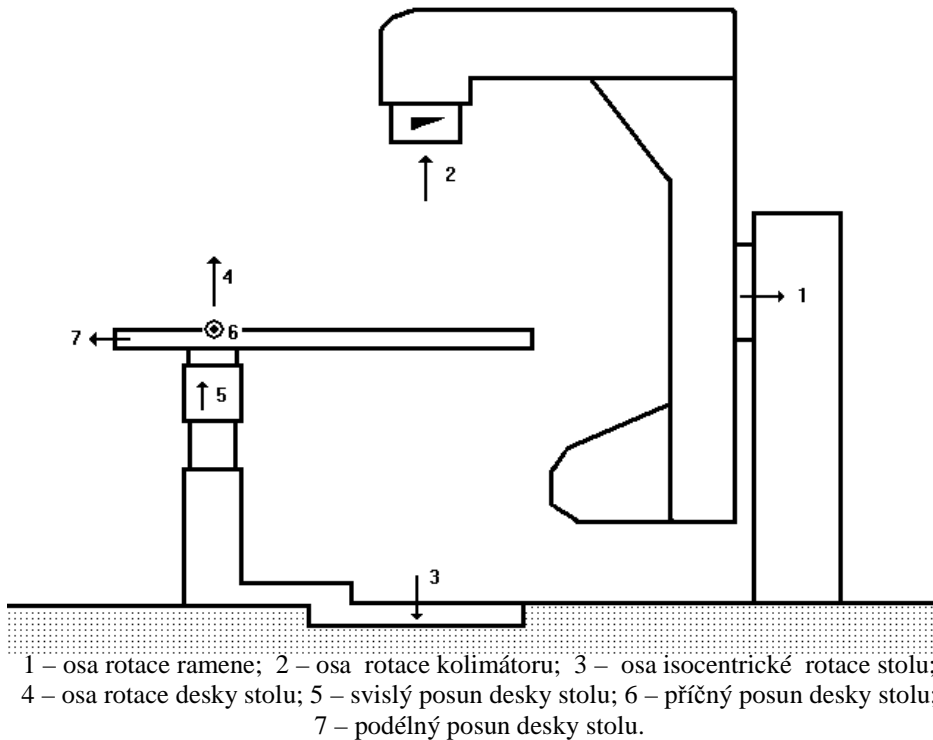 2
4
1
7
6
5
3
1 – osa rotace ramene; 2 – osa rotace kolimátoru; 3 – osa isocentrické rotace stolu;
4 – osa rotace desky stolu; 5 – svislý posun desky stolu; 6 – příčný posun desky stolu;
7 – podélný posun desky stolu.